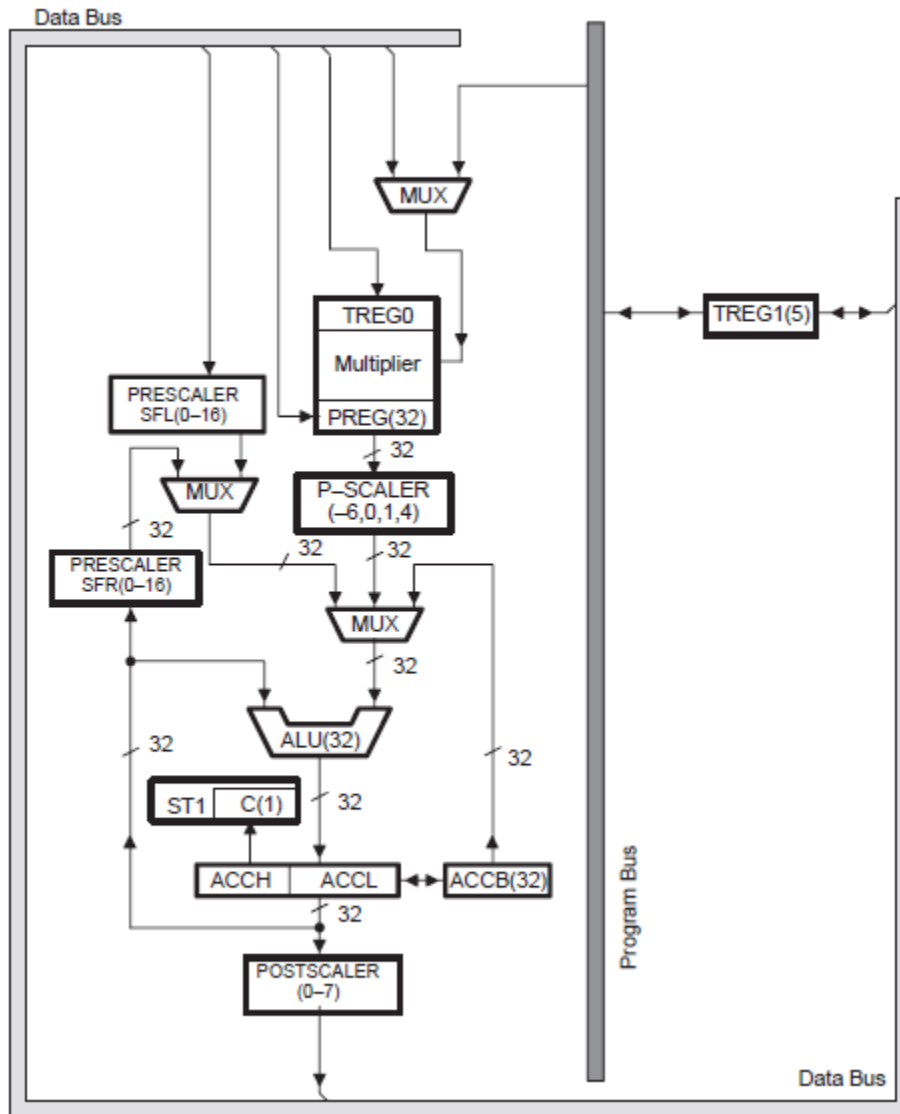 Data Bus
MUX
TREG0
TREG1(5)
Multiplier
PRESCALER
SFL(0–16)
PREG(32)
32
MUX
P–SCALER
(–6,0,1,4)
32
32
32
PRESCALER
SFR(0–16)
MUX
32
ALU(32)
32
32
ST1 C(1)
32
ACCH ACCL ACCB(32)
32
POSTSCALER
(0–7)
Program Bus
Data Bus